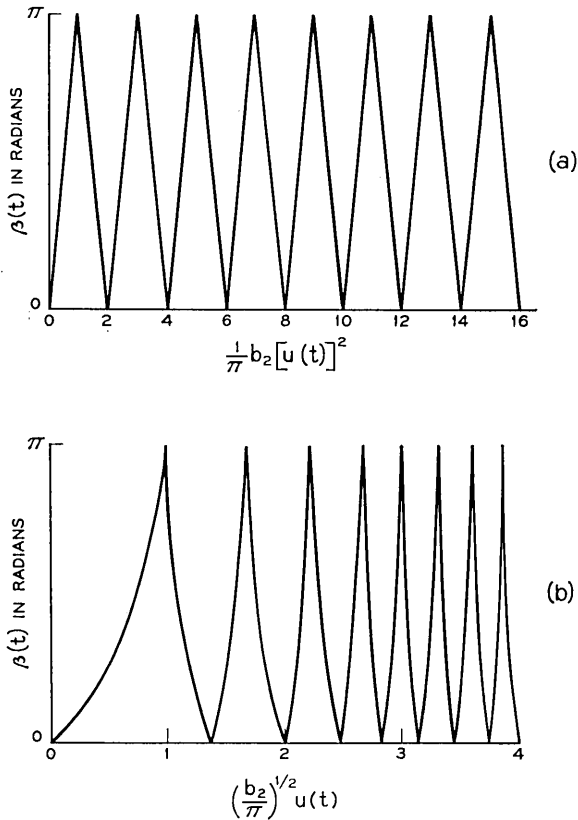 π
β(t) IN RADIANS
0
0 2 4 6 8 10 12 14 16
1/π b₂[u(t)]²
(a)
π
β(t) IN RADIANS
0
0 1 2 3 4
(b₂/π)^1/2 u(t)
(b)